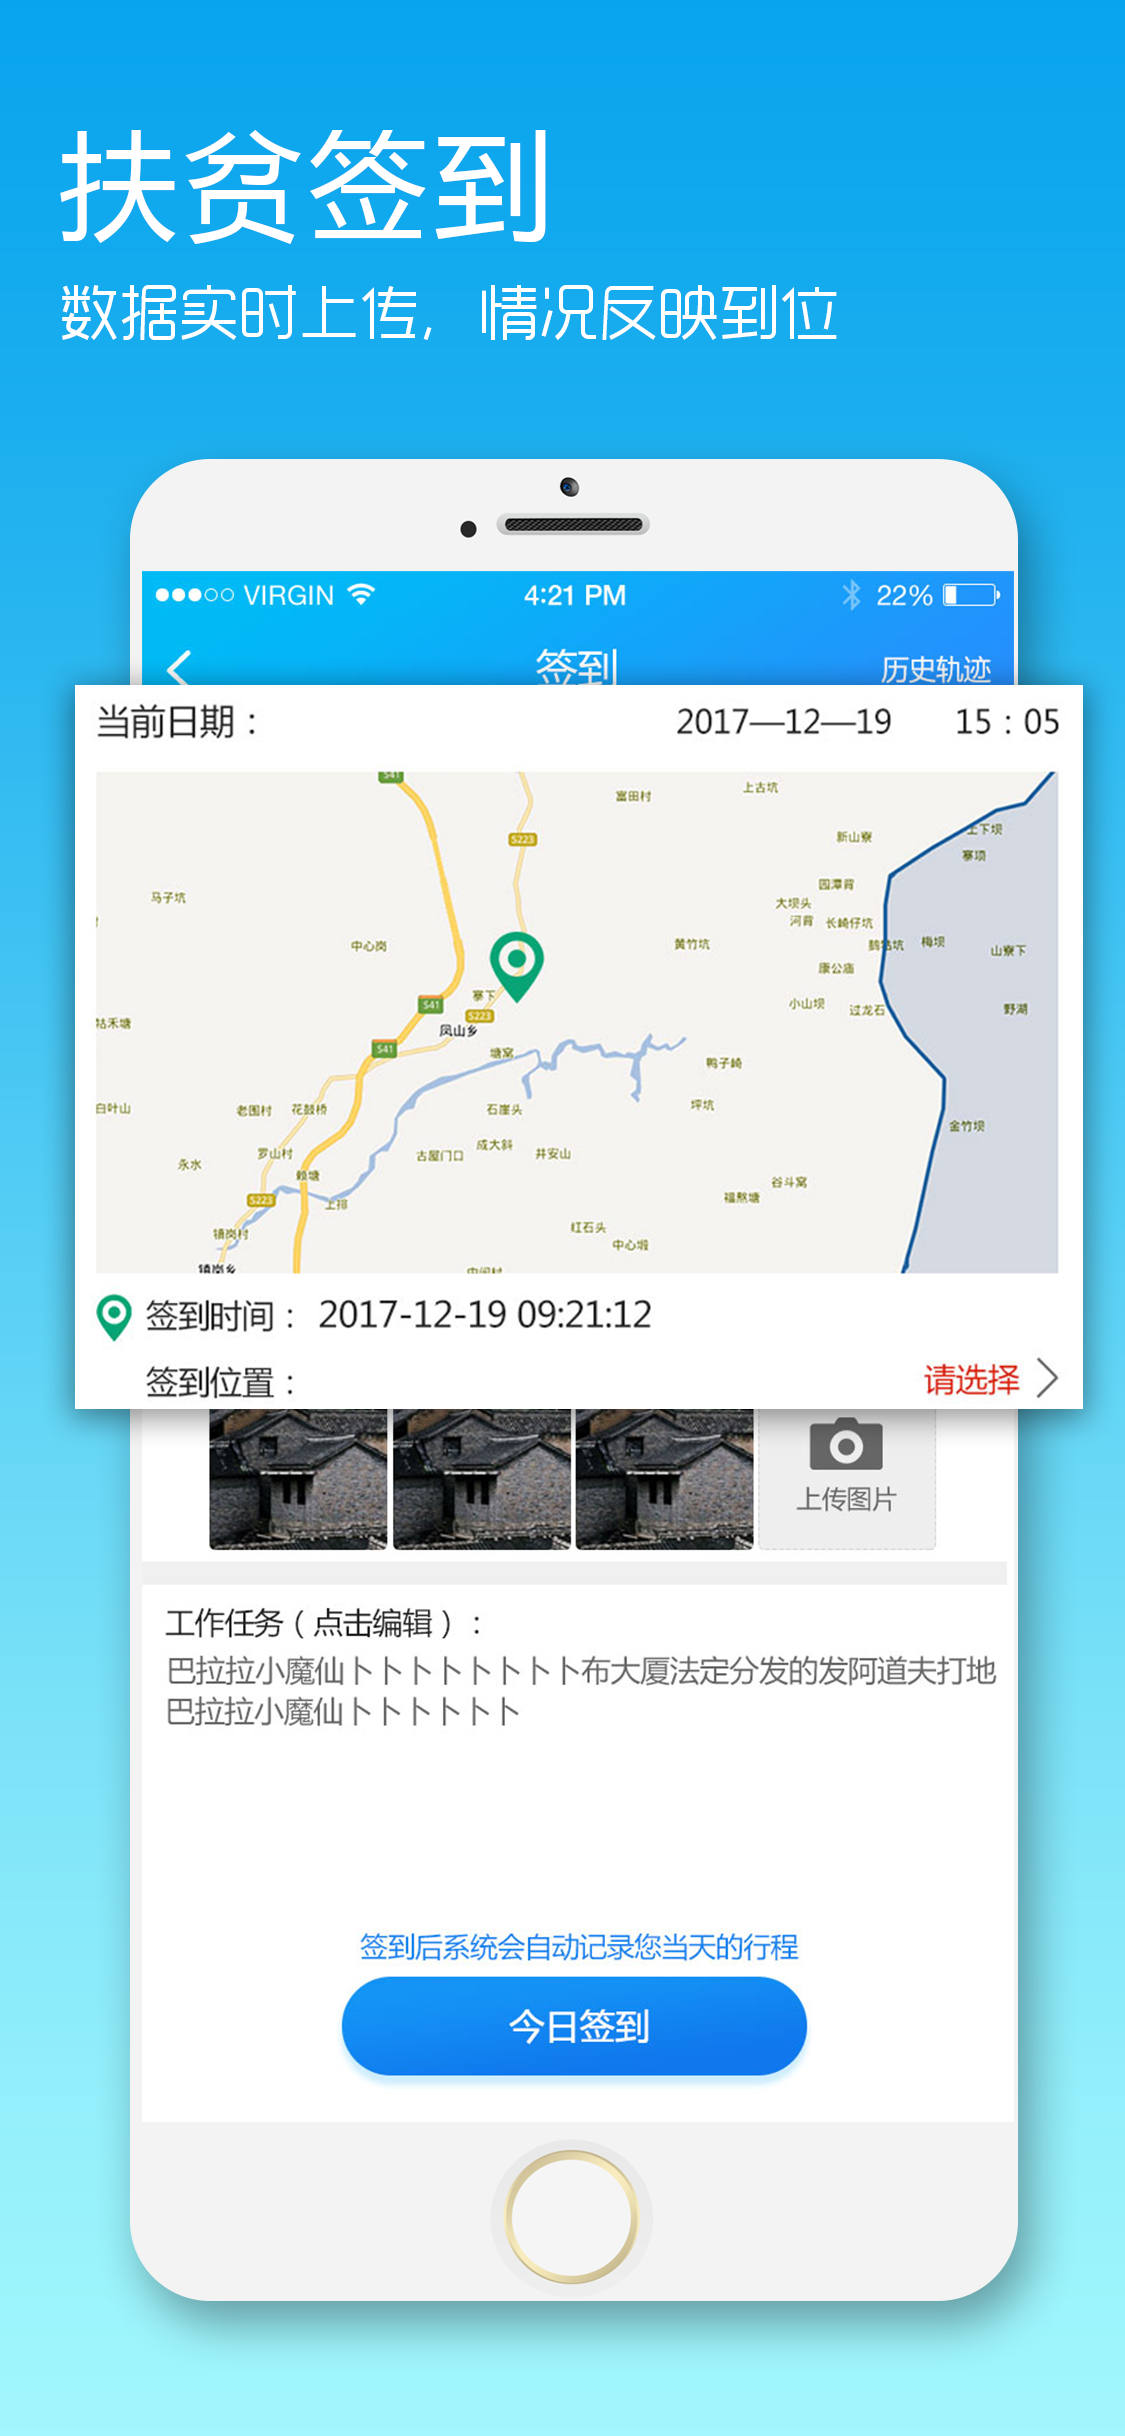 扶贫签到
数据实时上传,情况反映到位
VIRGIN 4:21 PM 22%
签到 历史轨迹
当前日期: 2017—12—19 15:05
S41
上古坑
富田村
上下坝
新山寮
S223
寨项
园潭背
马子坑
大坝头
河背 长崎仔坑
中心岗
黄竹坑
鹤牯坑 梅坝
山寮下
康公庙
寨下
S41
小山坝
过龙石
野湖
S223
牯禾塘
凤山乡
S41
塘窝
鸭子崎
白叶山
老围村 花鼓桥
石崖头
坪坑
金竹坝
罗山村
成大斜
古屋门口
井安山
永水
赖塘
谷斗窝
S223
上排
福熬塘
镇岗村
红石头
中心塅
镇岗乡
中间村
签到时间: 2017-12-19 09:21:12
签到位置: 请选择
上传图片
工作任务(点击编辑):
巴拉拉小魔仙卜卜卜卜卜卜卜卜布大厦法定分发的发阿道夫打地
巴拉拉小魔仙卜卜卜卜卜卜
签到后系统会自动记录您当天的行程
今日签到